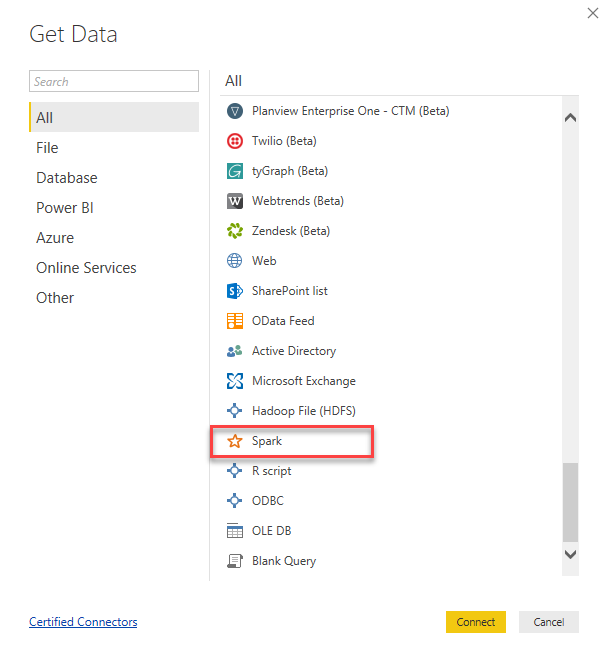 Get Data
Search
All
File
Database
Power BI
Azure
Online Services
Other
All
Planview Enterprise One - CTM (Beta)
Twilio (Beta)
tyGraph (Beta)
Webtrends (Beta)
Zendesk (Beta)
Web
SharePoint list
OData Feed
Active Directory
Microsoft Exchange
Hadoop File (HDFS)
Spark
R script
ODBC
OLE DB
Blank Query
Certified Connectors
Connect
Cancel